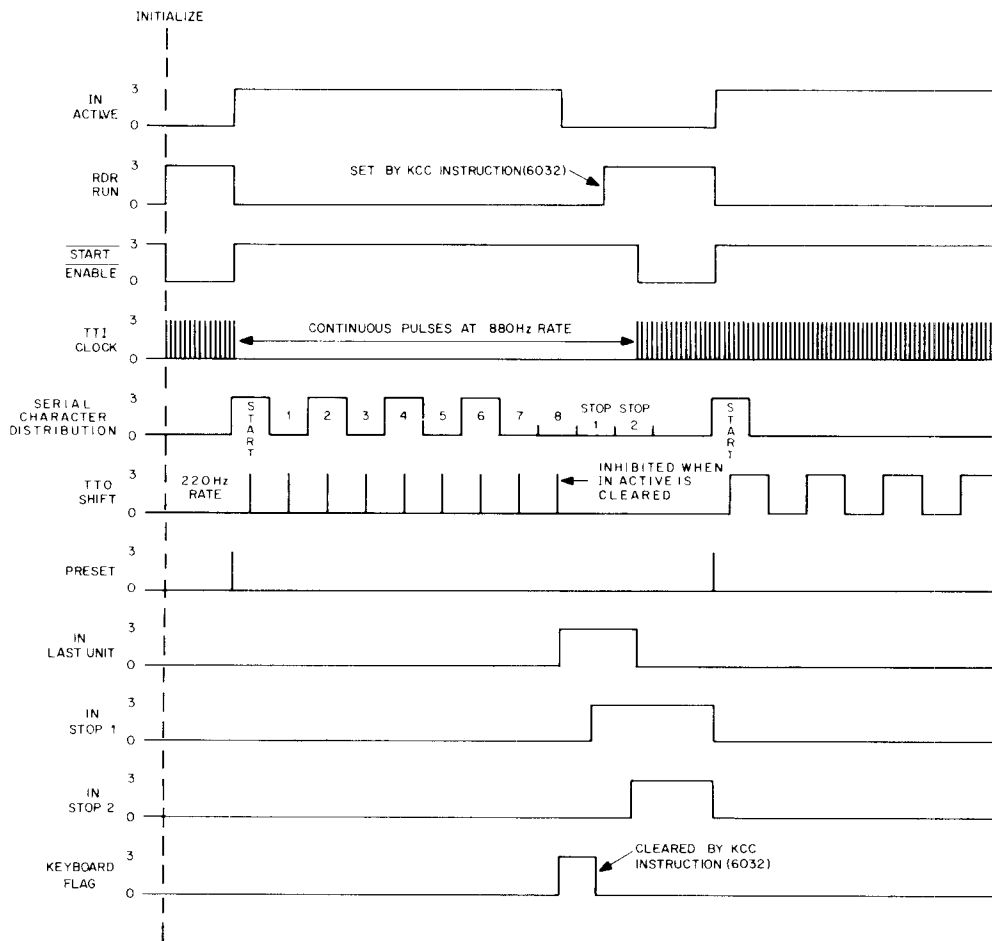 INITIALIZE
3
IN
ACTIVE
0
3
RDR
RUN
0
SET BY KCC INSTRUCTION(6032)
3
START
ENABLE
0
3
TTI
CLOCK
0
CONTINUOUS PULSES AT 880Hz RATE
SERIAL
CHARACTER
DISTRIBUTION
3
0
START
1
2
3
4
5
6
7
8
STOP
1
STOP
2
START
3
TTO
SHIFT
0
220Hz
RATE
INHIBITED WHEN
IN ACTIVE IS
CLEARED
3
PRESET
0
3
IN
LAST UNIT
0
3
IN
STOP 1
0
3
IN
STOP 2
0
3
KEYBOARD
FLAG
0
CLEARED BY KCC
INSTRUCTION(6032)